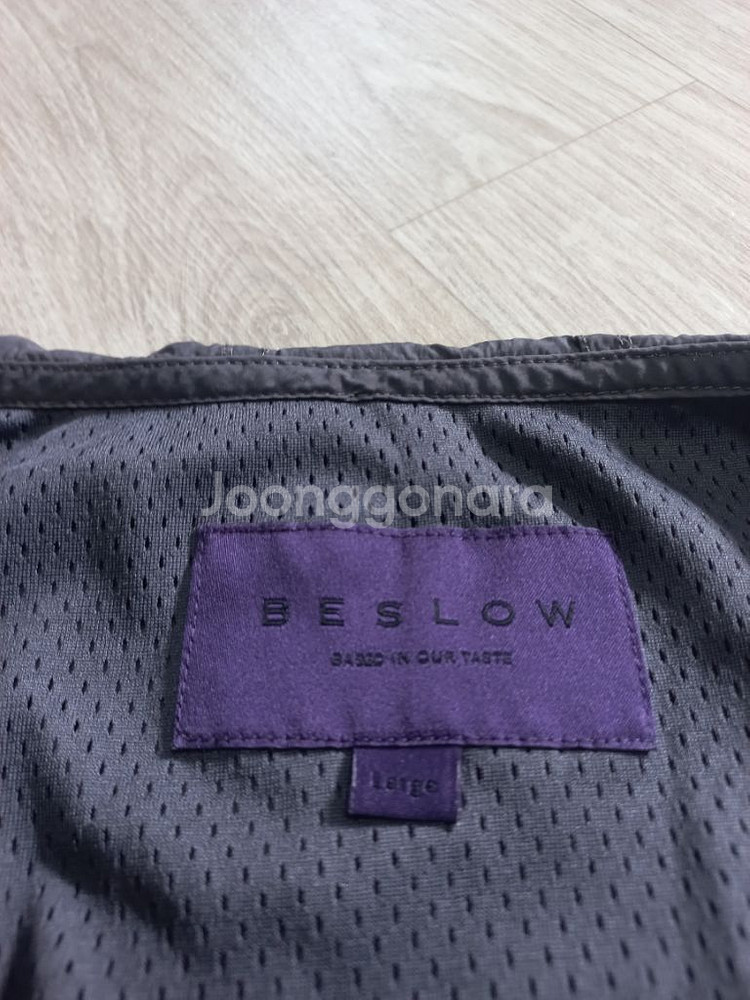 Joonggonara
BESLOW
BASED IN OUR TASTE
Large